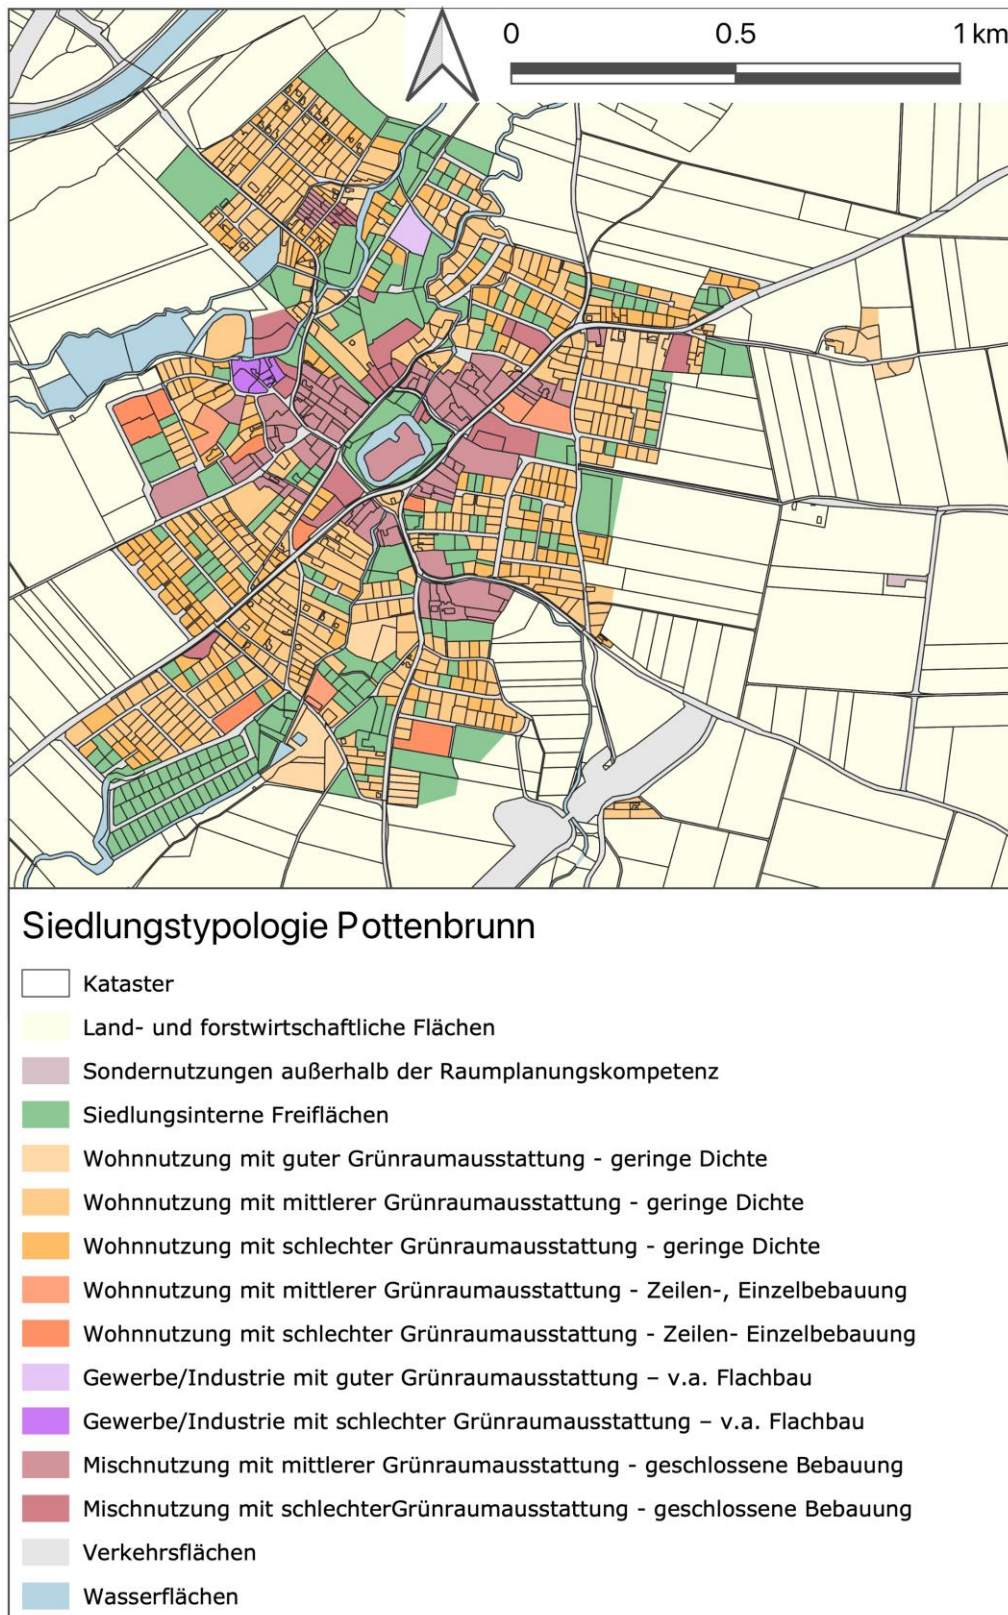 0 0.5 1 km
Siedlungstypologie Pottenbrunn
Kataster
Land- und forstwirtschaftliche Flächen
Sondernutzungen außerhalb der Raumplanungskompetenz
Siedlungsinterne Freiflächen
Wohnnutzung mit guter Grünraumausstattung - geringe Dichte
Wohnnutzung mit mittlerer Grünraumausstattung - geringe Dichte
Wohnnutzung mit schlechter Grünraumausstattung - geringe Dichte
Wohnnutzung mit mittlerer Grünraumausstattung - Zeilen-, Einzelbebauung
Wohnnutzung mit schlechter Grünraumausstattung - Zeilen- Einzelbebauung
Gewerbe/Industrie mit guter Grünraumausstattung – v.a. Flachbau
Gewerbe/Industrie mit schlechter Grünraumausstattung – v.a. Flachbau
Mischnutzung mit mittlerer Grünraumausstattung - geschlossene Bebauung
Mischnutzung mit schlechterGrünraumausstattung - geschlossene Bebauung
Verkehrsflächen
Wasserflächen